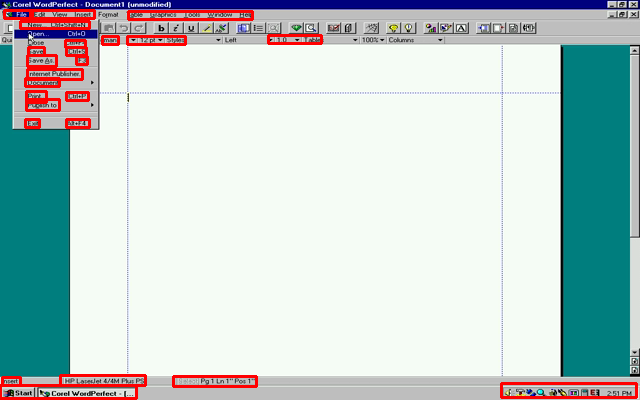 Corel WordPerfect - Document1 (unmodified)
File Edit View Insert Format Table Graphics Tools Window Help
New... Ctrl+Shift+N
Open... Ctrl+O
Close Ctrl+F4
Save Ctrl+S
Save As... F3
Internet Publisher...
Document
Print... Ctrl+P
Publish to
Exit Alt+F4
12 pt Styles Left 1.0 Tables 100% Columns
Insert HP LaserJet 4/4M Plus PS Select Pg 1 Ln 1" Pos 1"
Start Corel WordPerfect - [... 2:51 PM